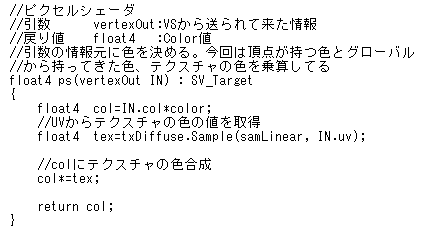 //ピクセルシェーダ
//引数　　　vertexOut:VSから送られて来た情報
//戻り値　　float4　:Color値
//引数の情報元に色を決める。今回は頂点が持つ色とグローバル
//から持ってきた色、テクスチャの色を乗算してる
float4 ps(vertexOut IN) : SV_Target
{
    float4  col=IN.col*color;
    //UVからテクスチャの色の値を取得
    float4  tex=txDiffuse.Sample(samLinear, IN.uv);
    //colにテクスチャの色合成
    col*=tex;
    return col;
}